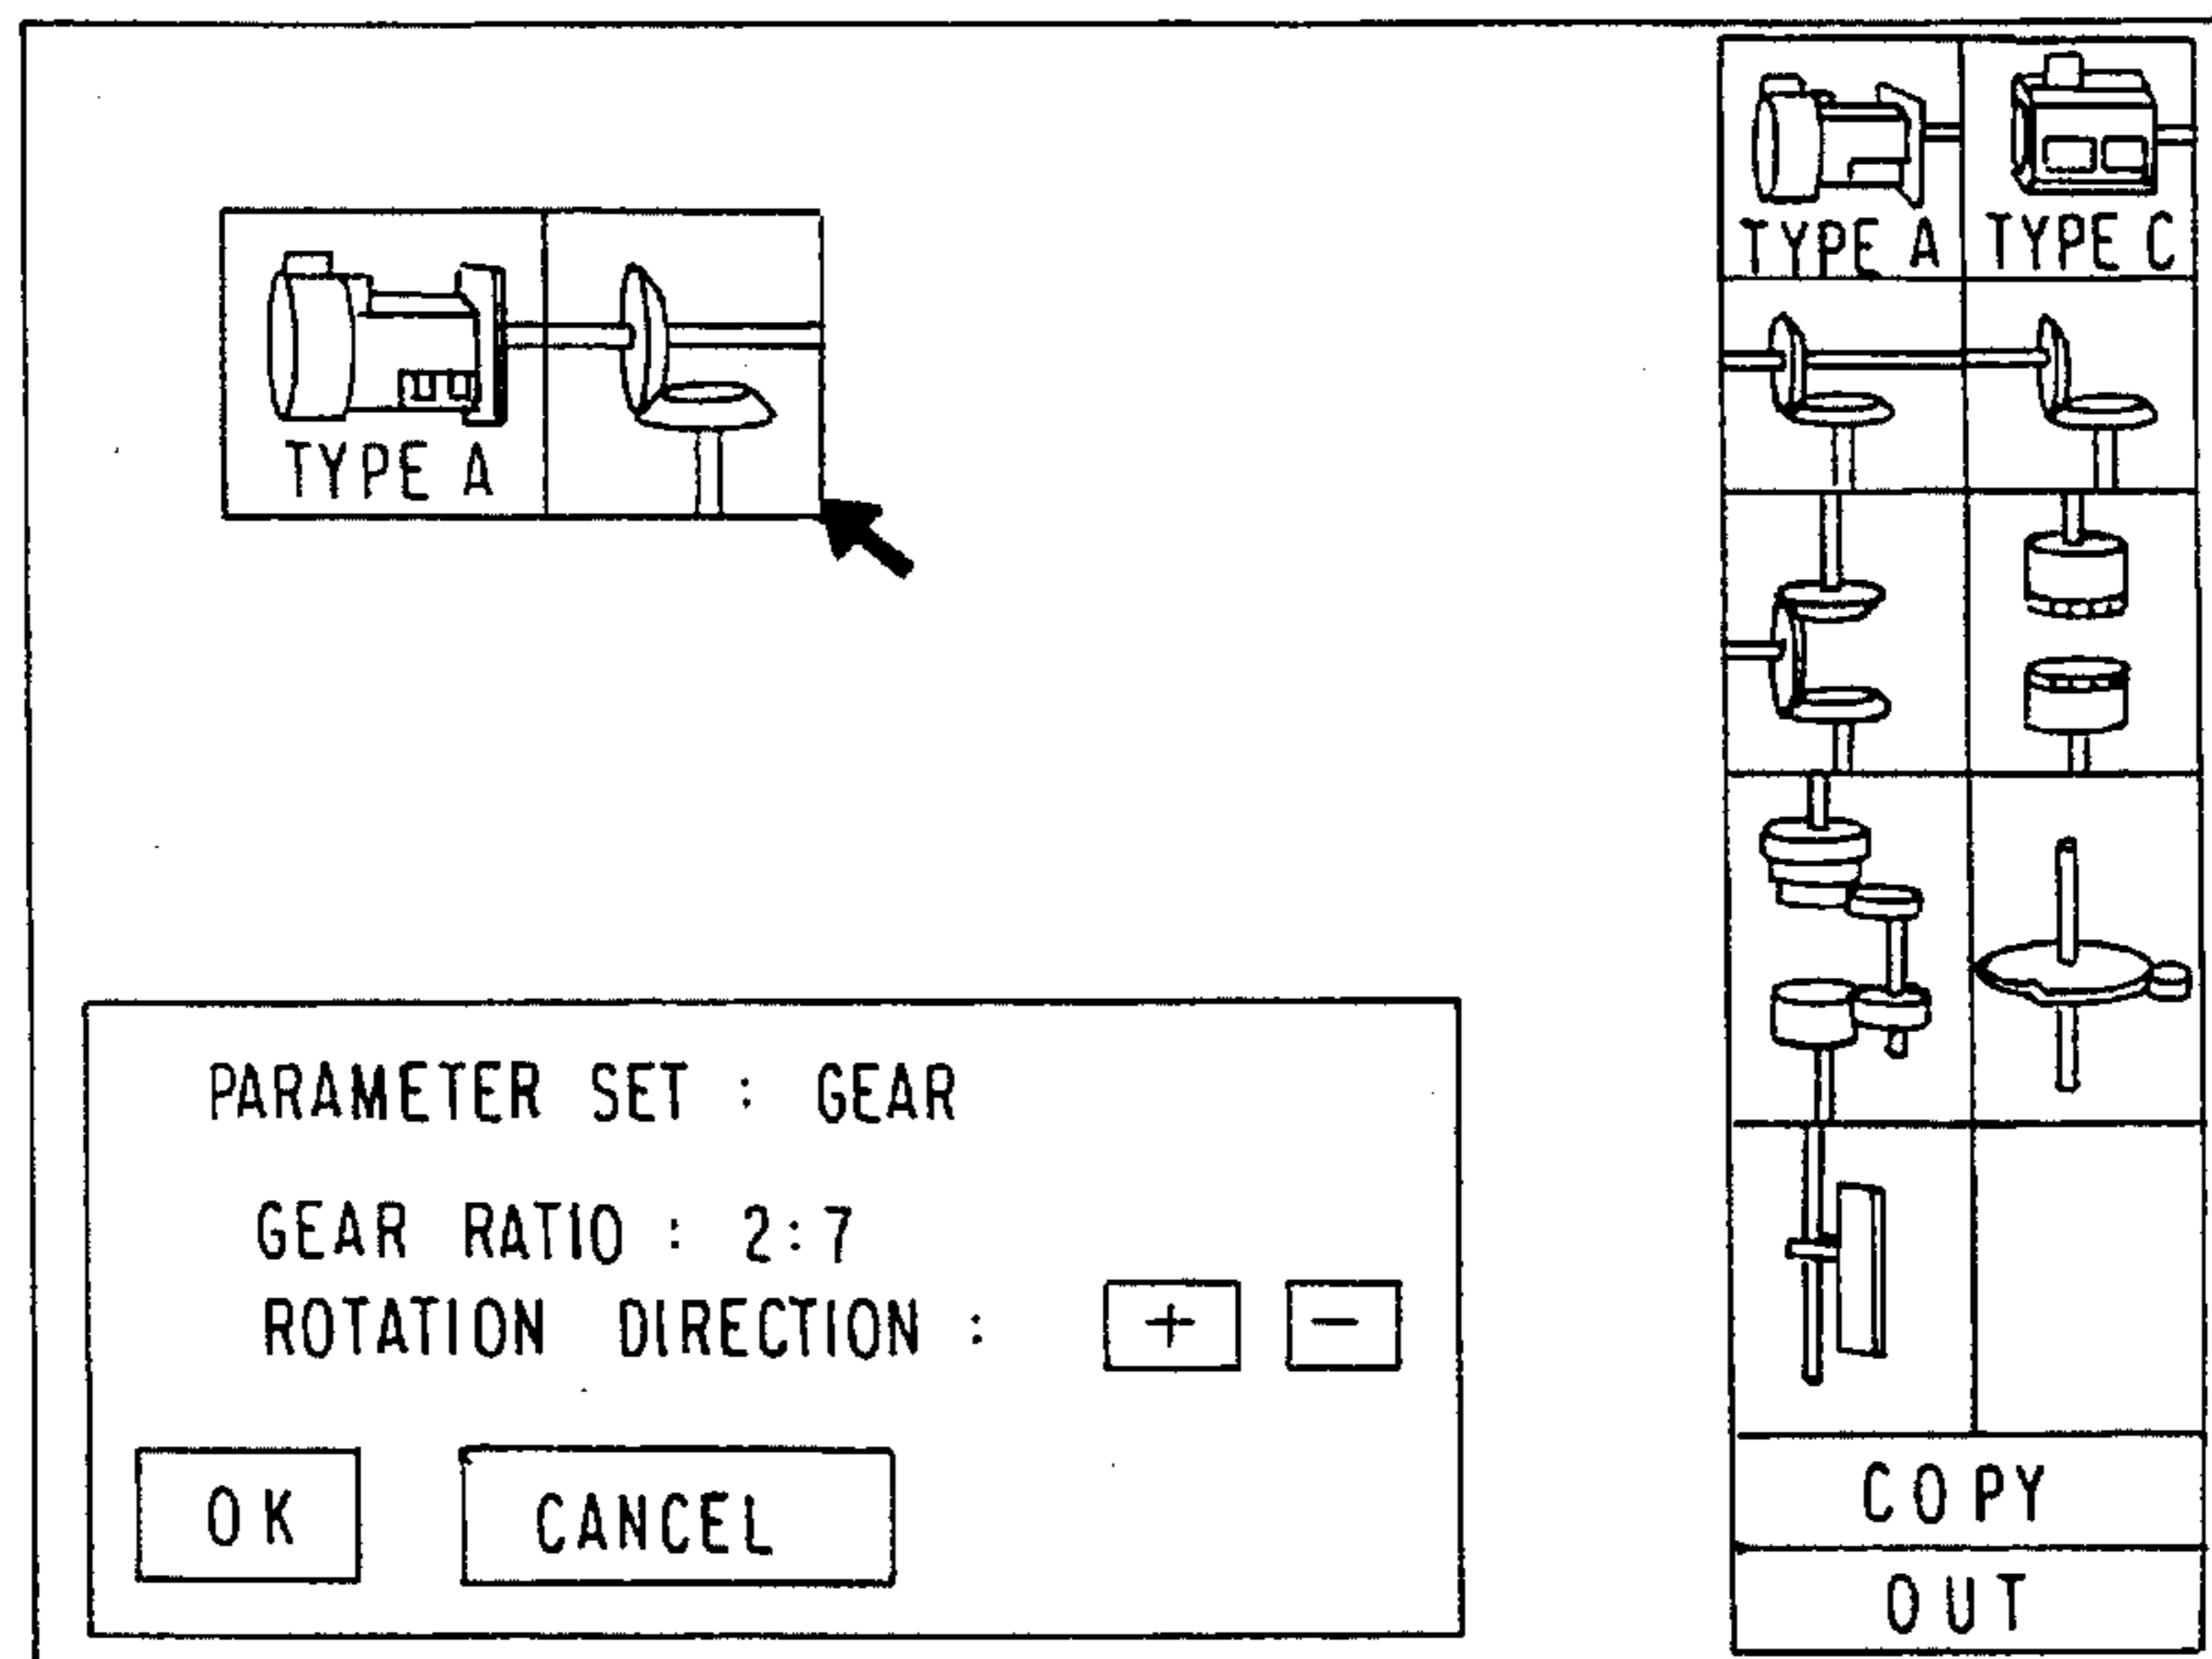 TYPE A
TYPE C
TYPE A
PARAMETER SET : GEAR
GEAR RATIO : 2:7
ROTATION DIRECTION : + -
OK
CANCEL
COPY
OUT